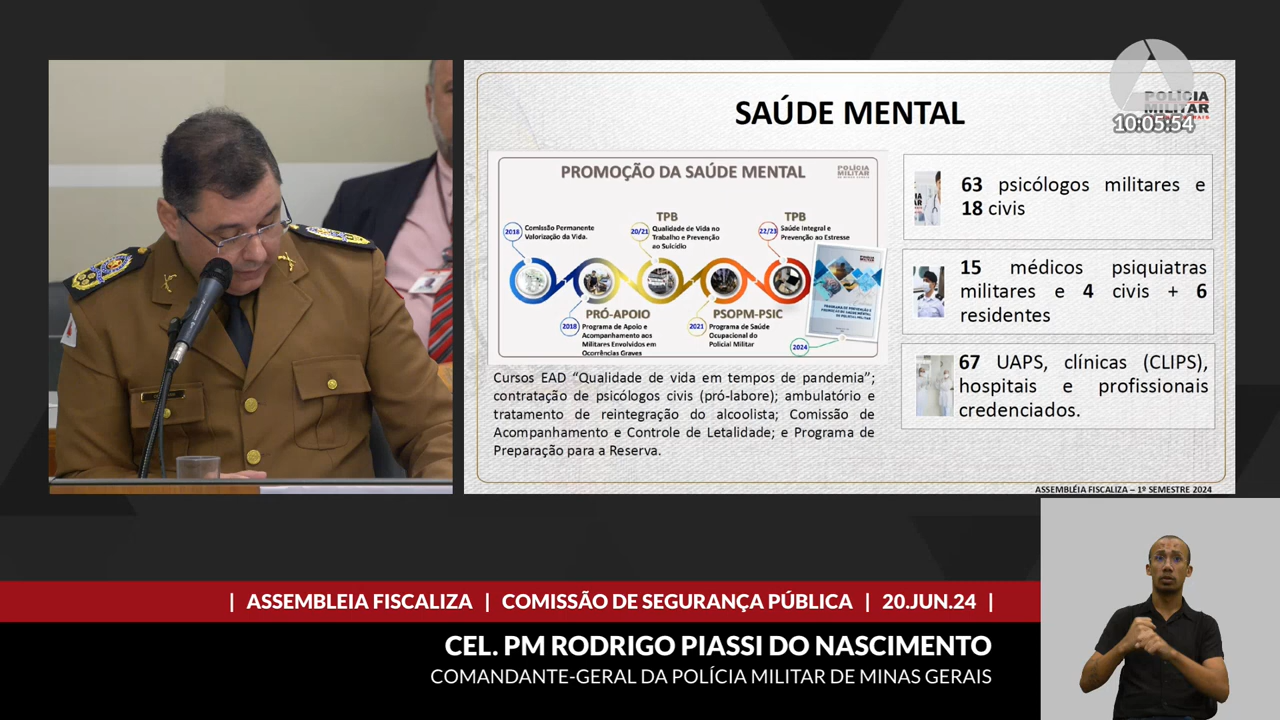 SAÚDE MENTAL
POLÍCIA
MILITAR
10:05:54
PROMOÇÃO DA SAÚDE MENTAL
POLÍCIA
MILITAR
DE MINAS GERAIS
2018
Comissão Permanente
Valorização da Vida.
20/21
TPB
Qualidade de Vida no
Trabalho e Prevenção
ao Suicídio
22/23
TPB
Saúde Integral e
Prevenção ao Estresse
PRÓ-APOIO
2018
Programa de Apoio e
Acompanhamento aos
Militares Envolvidos em
Ocorrências Graves
PSOPM-PSIC
2021
Programa de Saúde
Ocupacional do
Policial Militar
2024
Cursos EAD “Qualidade de vida em tempos de pandemia”;
contratação de psicólogos civis (pró-labore); ambulatório e
tratamento de reintegração do alcoolista; Comissão de
Acompanhamento e Controle de Letalidade; e Programa de
Preparação para a Reserva.
63 psicólogos militares e
18 civis
15 médicos psiquiatras
militares e 4 civis + 6
residentes
67 UAPS, clínicas (CLIPS),
hospitais e profissionais
credenciados.
ASSEMBLÉIA FISCALIZA – 1º SEMESTRE 2024
| ASSEMBLEIA FISCALIZA | COMISSÃO DE SEGURANÇA PÚBLICA | 20.JUN.24 |
CEL. PM RODRIGO PIASSI DO NASCIMENTO
COMANDANTE-GERAL DA POLÍCIA MILITAR DE MINAS GERAIS